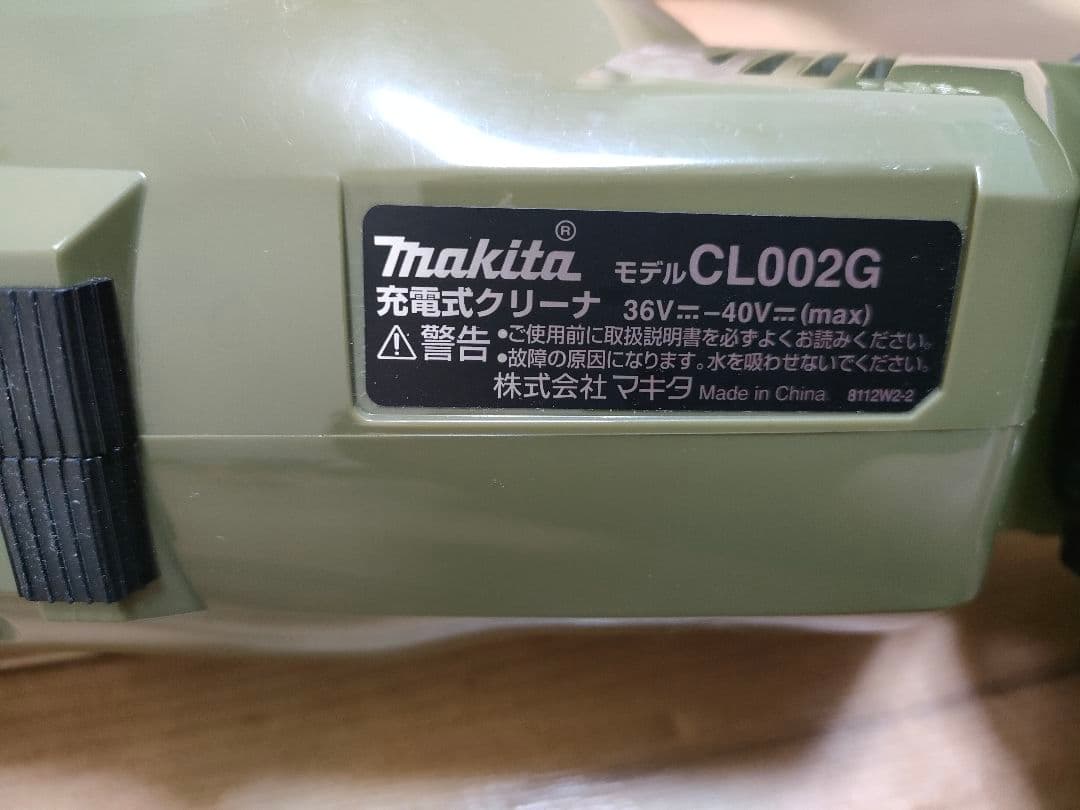 makita®
モデルCL002G
充電式クリーナ 36V⎓-40V⎓(max)
⚠警告 •ご使用前に取扱説明書を必ずよくお読みください。
•故障の原因になります。水を吸わせないでください。
株式会社 マキタ Made in China 8112W2-2